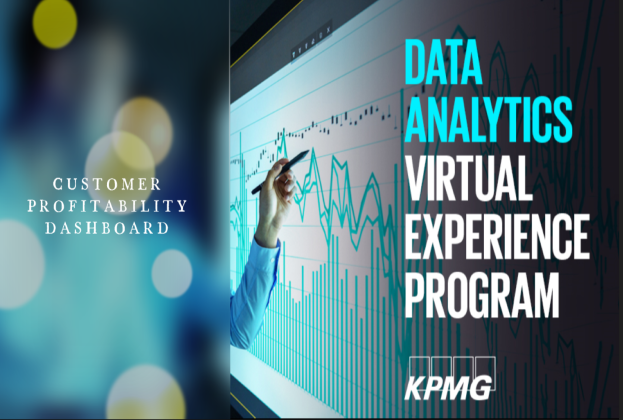 CUSTOMER
PROFITABILITY
DASHBOARD
DATA
ANALYTICS
VIRTUAL
EXPERIENCE
PROGRAM
KPMG